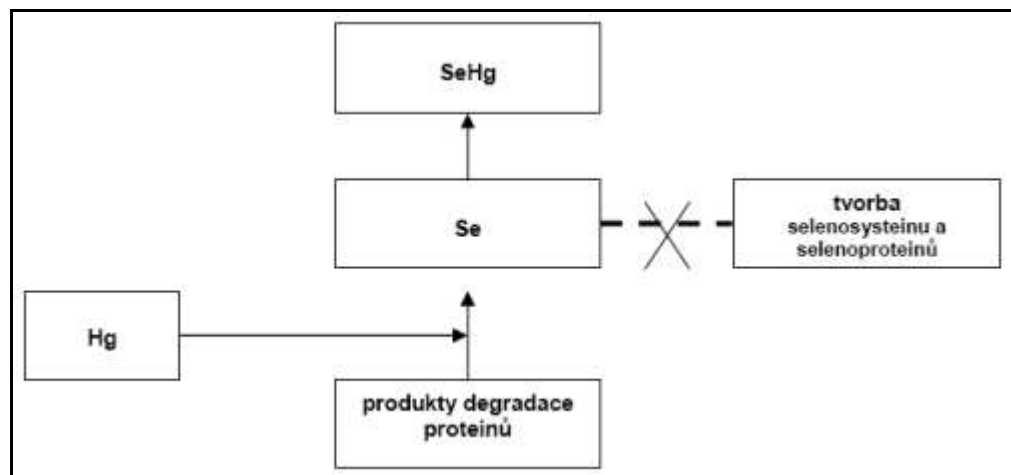 SeHg
Se
tvorba
selenosysteinu a
selenoproteinů
Hg
produkty degradace
proteinů